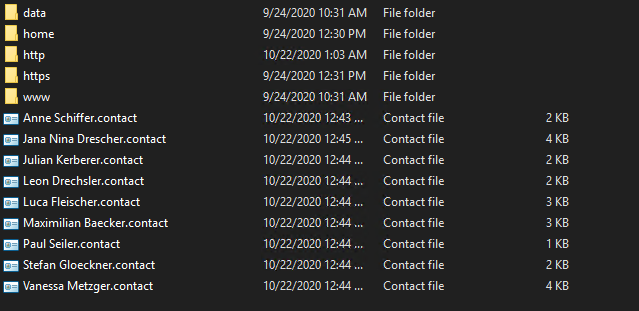 data 9/24/2020 10:31 AM File folder
home 9/24/2020 12:30 PM File folder
http 10/22/2020 1:03 AM File folder
https 9/24/2020 12:31 PM File folder
www 9/24/2020 10:31 AM File folder
Anne Schiffer.contact 10/22/2020 12:43 ... Contact file 2 KB
Jana Nina Drescher.contact 10/22/2020 12:45 ... Contact file 4 KB
Julian Kerberer.contact 10/22/2020 12:44 ... Contact file 2 KB
Leon Drechsler.contact 10/22/2020 12:44 ... Contact file 2 KB
Luca Fleischer.contact 10/22/2020 12:44 ... Contact file 3 KB
Maximilian Baecker.contact 10/22/2020 12:44 ... Contact file 3 KB
Paul Seiler.contact 10/22/2020 12:44 ... Contact file 1 KB
Stefan Gloeckner.contact 10/22/2020 12:44 ... Contact file 2 KB
Vanessa Metzger.contact 10/22/2020 12:44 ... Contact file 4 KB